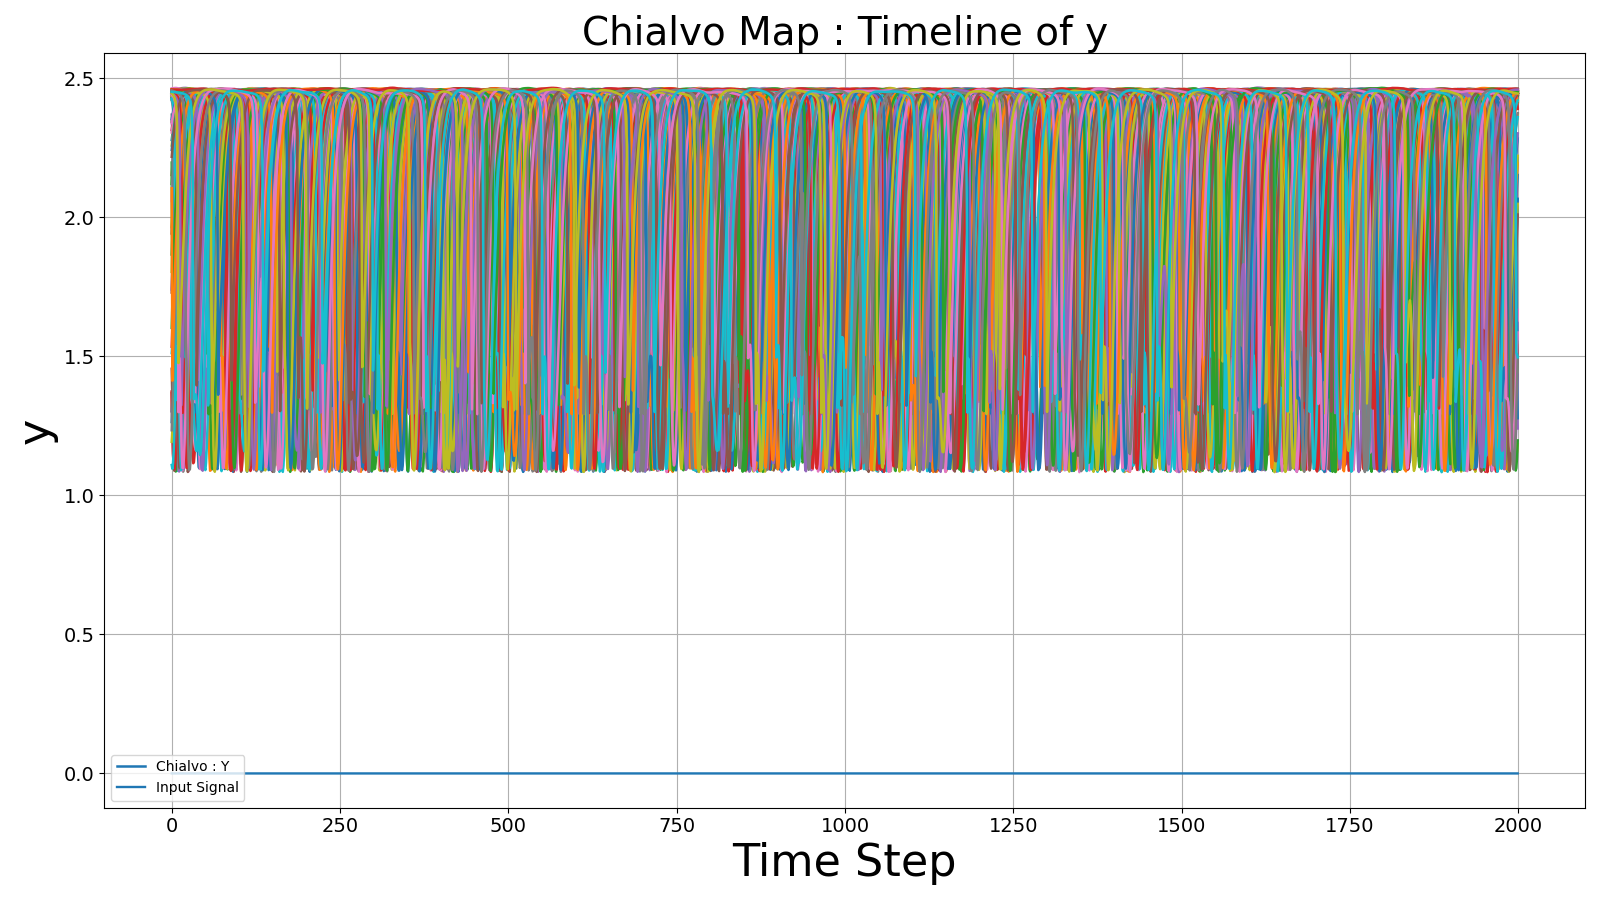 Chialvo Map : Timeline of y
2.5
2.0
1.5
1.0
0.5
0.0
y
Chialvo : Y
Input Signal
0 250 500 750 1000 1250 1500 1750 2000
Time Step